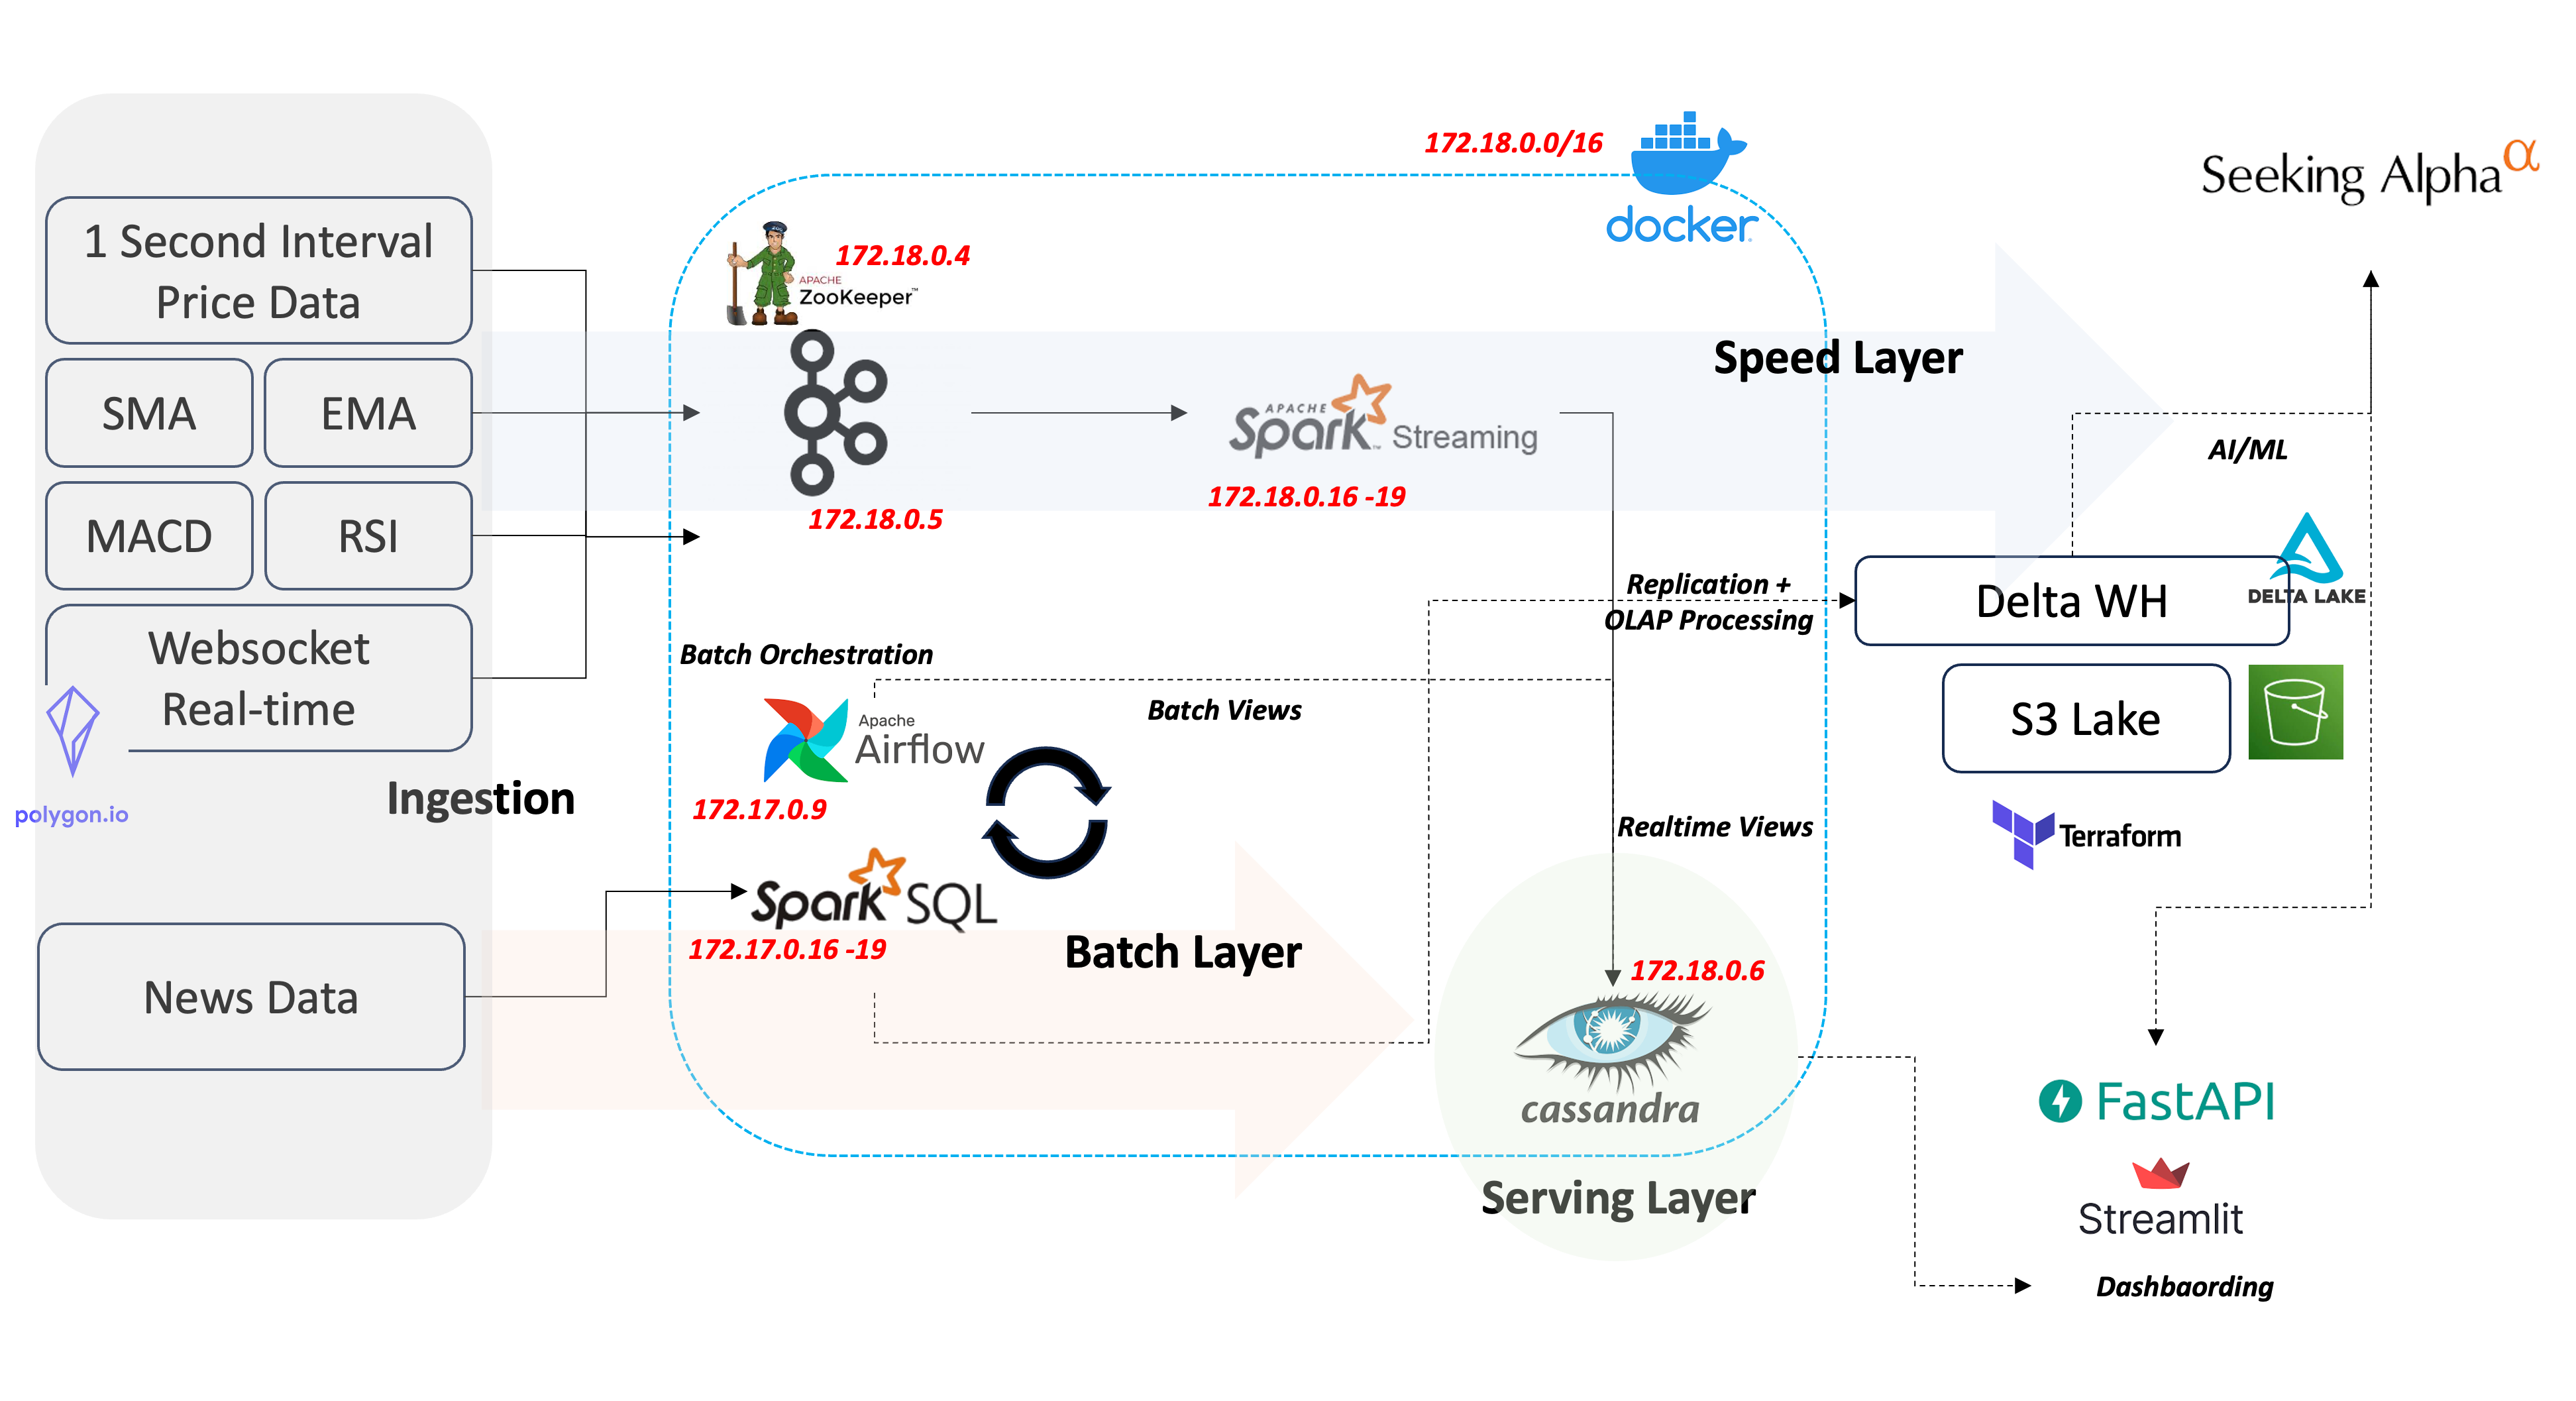 172.18.0.0/16
docker
Seeking Alpha α
1 Second Interval
Price Data
SMA
EMA
MACD
RSI
Websocket
Real-time
polygon.io
Ingestion
News Data
172.18.0.4
APACHE
ZooKeeper™
172.18.0.5
APACHE
Spark™ Streaming
172.18.0.16 -19
Speed Layer
AI/ML
Replication +
OLAP Processing
Delta WH
DELTA LAKE
S3 Lake
Terraform
Batch Orchestration
Apache
Airflow
172.17.0.9
Batch Views
Realtime Views
Spark SQL
172.17.0.16 -19
Batch Layer
172.18.0.6
cassandra
Serving Layer
FastAPI
Streamlit
Dashbaording